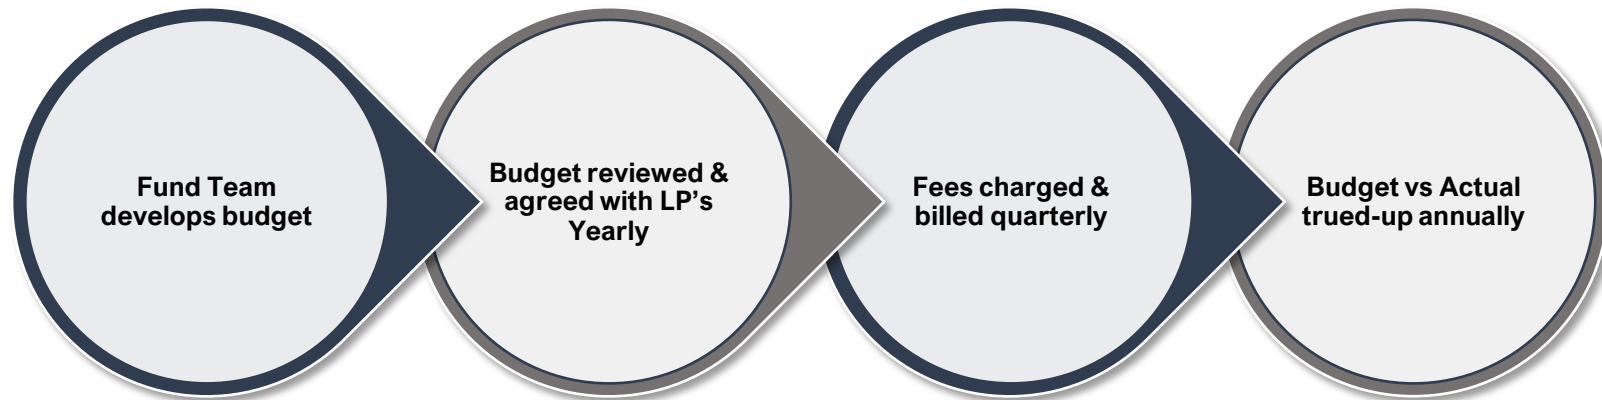 Fund Team
develops budget
Budget reviewed &
agreed with LP’s
Yearly
Fees charged &
billed quarterly
Budget vs Actual
trued-up annually